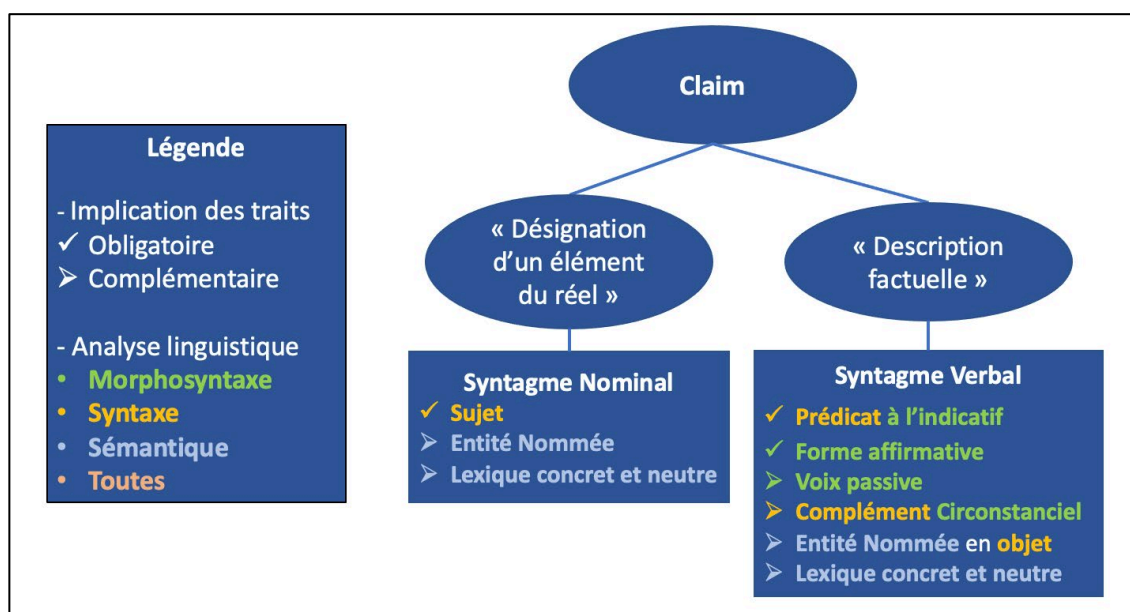 Claim
Légende
- Implication des traits
✓ Obligatoire
➢ Complémentaire
- Analyse linguistique
• Morphosyntaxe
• Syntaxe
• Sémantique
• Toutes
« Désignation
d’un élément
du réel »
« Description
factuelle »
Syntagme Nominal
✓ Sujet
➢ Entité Nommée
➢ Lexique concret et neutre
Syntagme Verbal
✓ Prédicat à l’indicatif
✓ Forme affirmative
➢ Voix passive
➢ Complément Circonstanciel
➢ Entité Nommée en objet
➢ Lexique concret et neutre